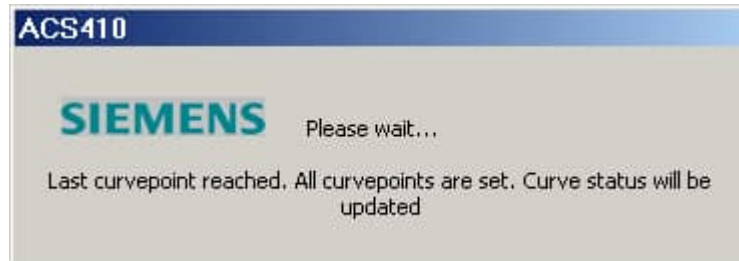 ACS410
SIEMENS Please wait...
Last curvepoint reached. All curvepoints are set. Curve status will be
updated